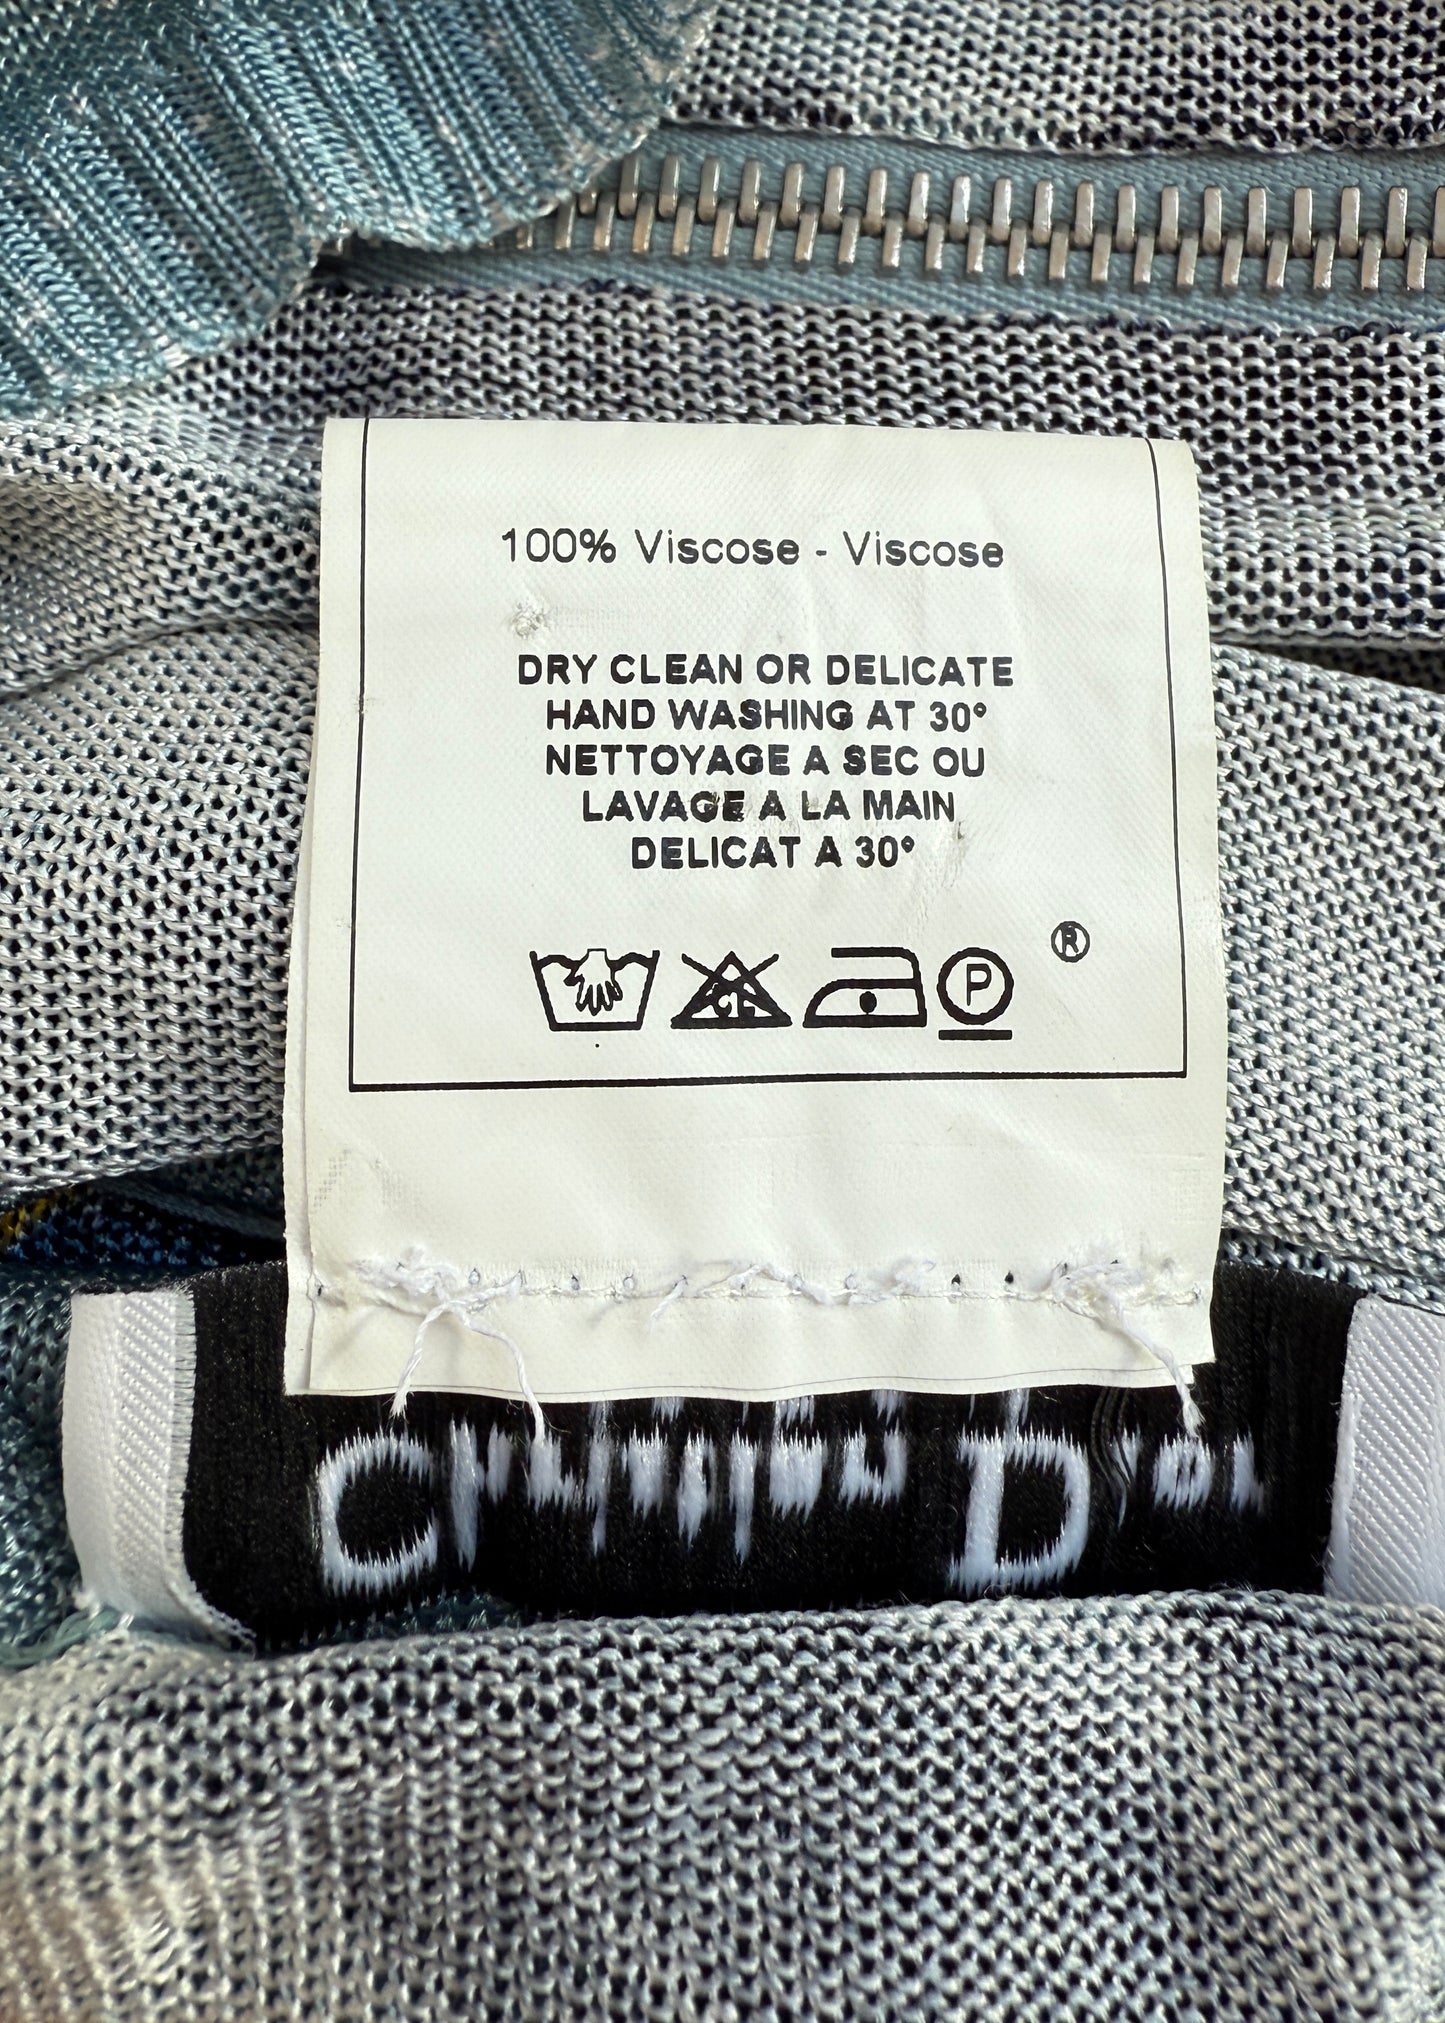 100% Viscose - Viscose
DRY CLEAN OR DELICATE
HAND WASHING AT 30°
NETTOYAGE A SEC OU
LAVAGE A LA MAIN
DELICAT A 30°
®
CL
P